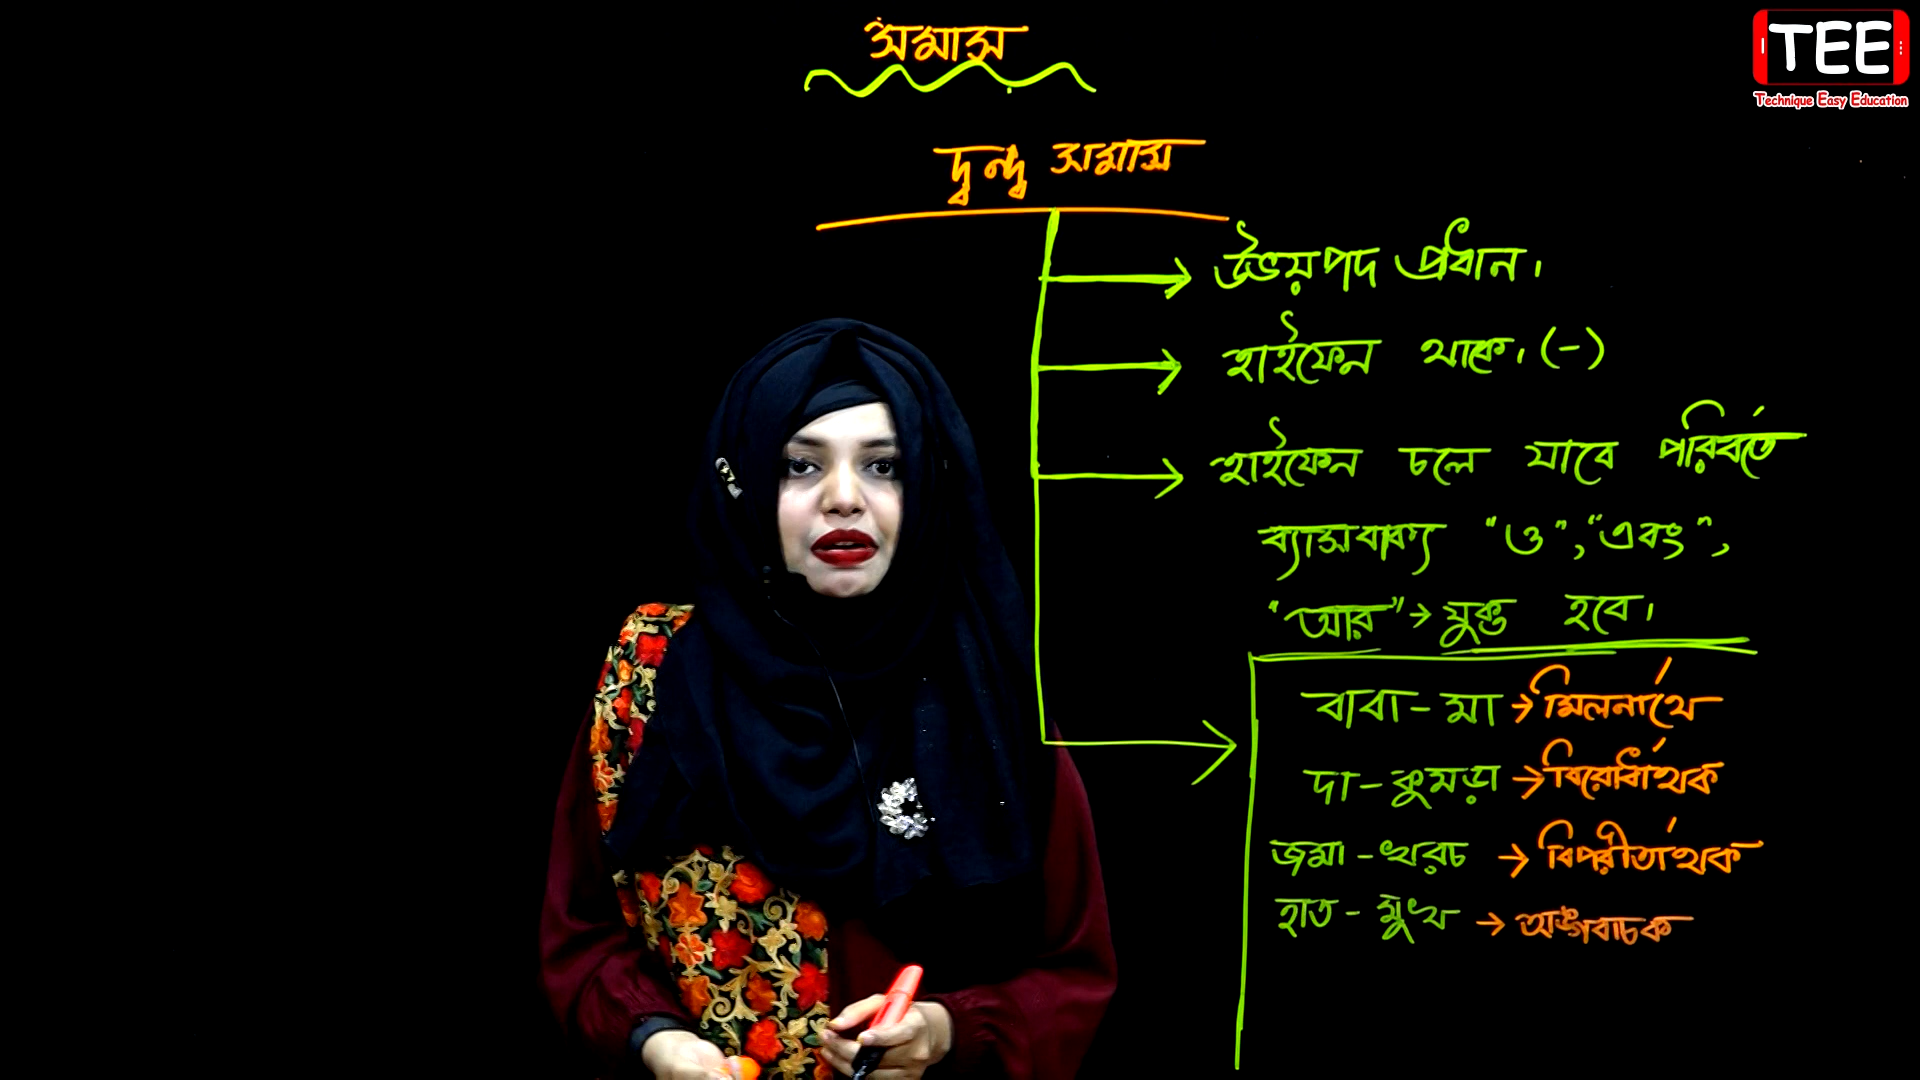 সমাস
TEE
Technique Easy Education
দ্বন্দ্ব সমাস
উভয়পদ প্রধান।
হাইফেন থাকে। (-)
হাইফেন চলে যাবে পরিবর্তে
ব্যাসবাক্য "ও", "এবং",
"আর" → যুক্ত হবে।
বাবা - মা → মিলনার্থে
দা - কুমড়া → বিরোর্ধাথক
জমা - খরচ → বিপরীর্তাথক
হাত - মুখ → অঙ্গবাচক